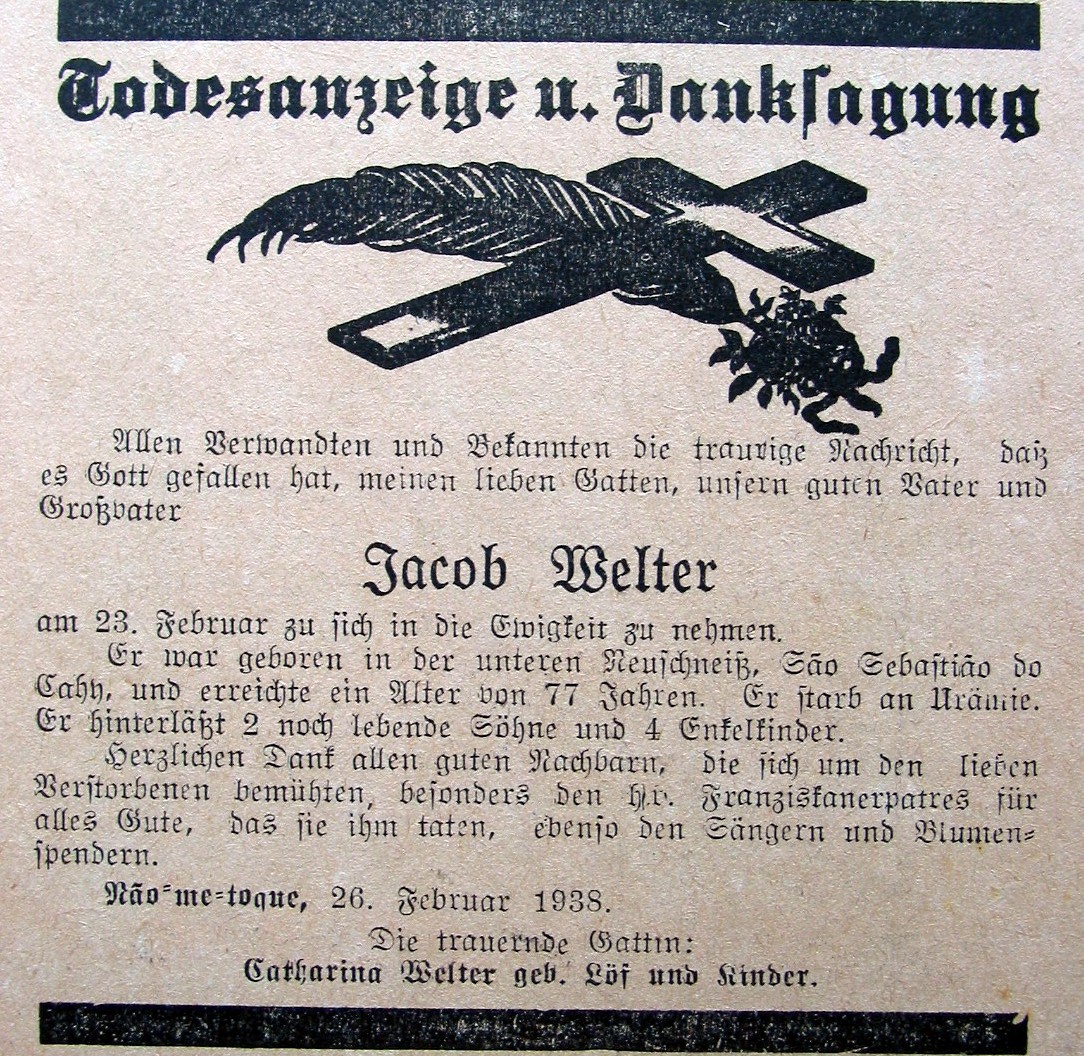 Todesanzeige u. Danksagung
Allen Verwandten und Bekannten die traurige Nachricht, daß
es Gott gefallen hat, meinen lieben Gatten, unsern guten Vater und
Großvater
Jacob Welter
am 23. Februar zu sich in die Ewigkeit zu nehmen.
Er war geboren in der unteren Neuschneiß, São Sebastião do
Cahy, und erreichte ein Alter von 77 Jahren. Er starb an Urämie.
Er hinterläßt 2 noch lebende Söhne und 4 Enkelkinder.
Herzlichen Dank allen guten Nachbarn, die sich um den lieben
Verstorbenen bemühten, besonders den H.r. Franziskanerpatres für
alles Gute, das sie ihm taten, ebenso den Sängern und Blumen-
spendern.
Não-me-toque, 26. Februar 1938.
Die trauernde Gattin:
Catharina Welter geb. Löf und Kinder.